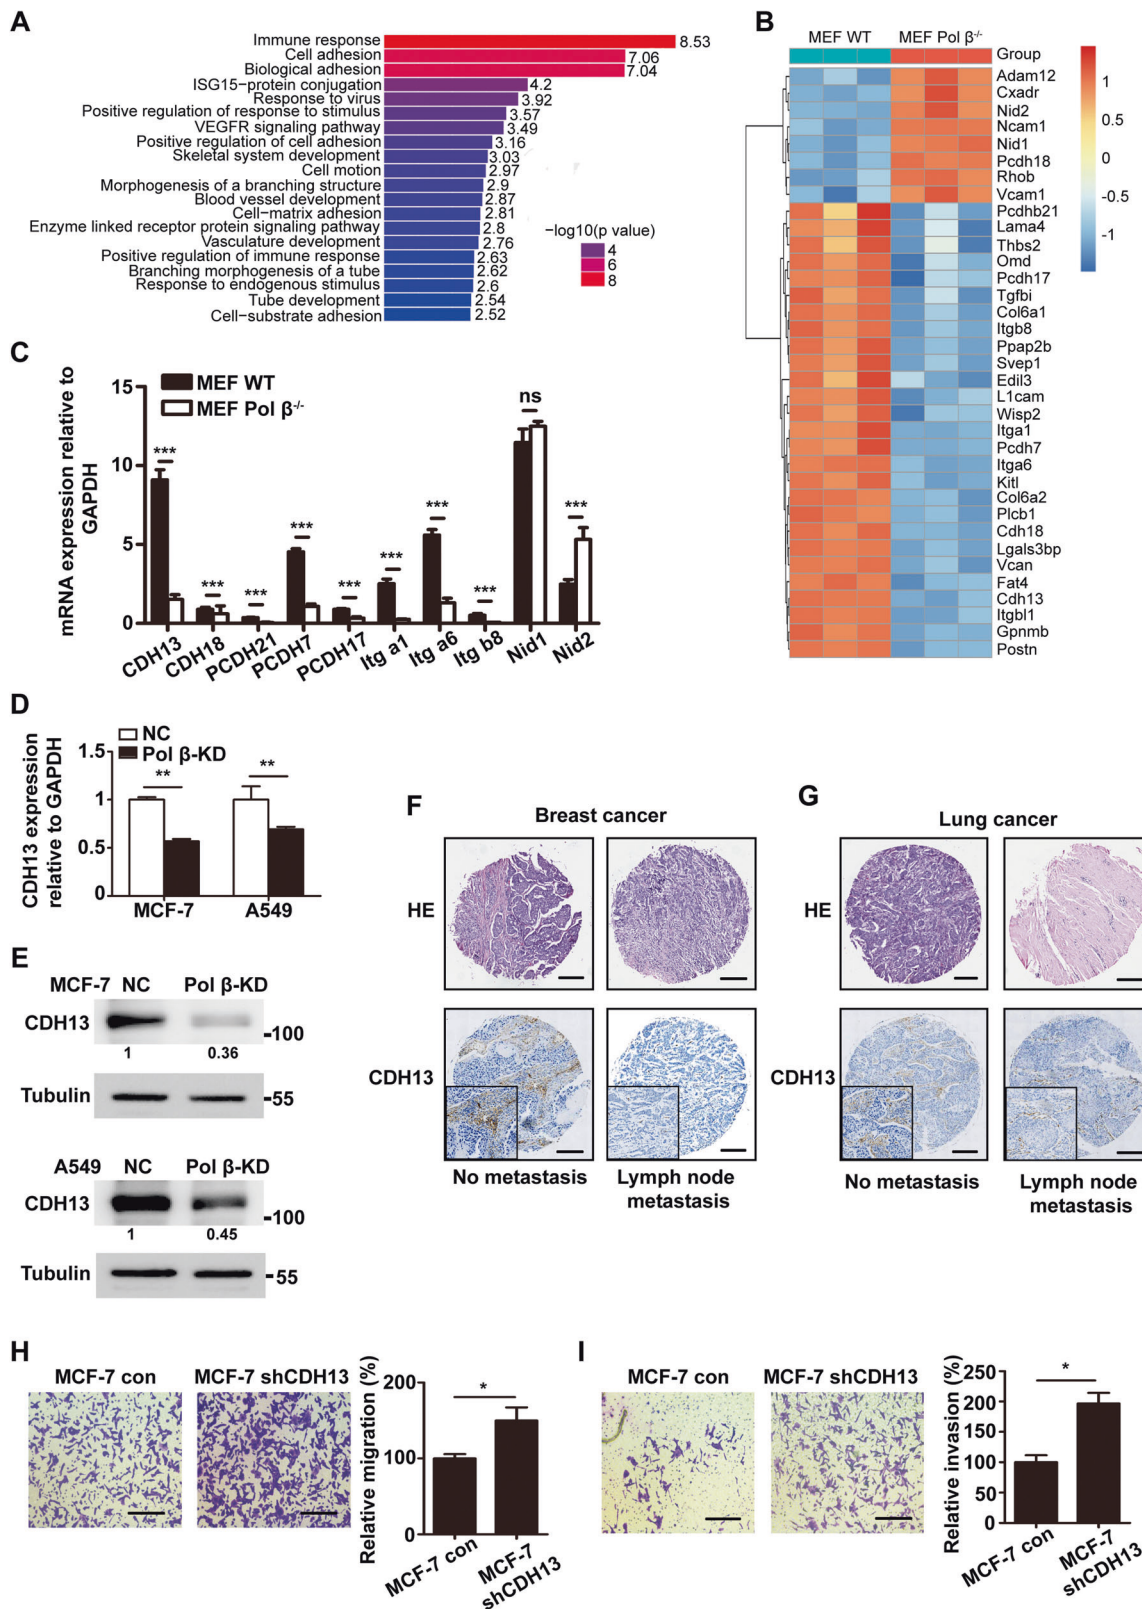 A
Immune response 8.53
Cell adhesion 7.06
Biological adhesion 7.04
ISG15-protein conjugation 4.2
Response to virus 3.92
Positive regulation of response to stimulus 3.57
VEGFR signaling pathway 3.49
Positive regulation of cell adhesion 3.16
Skeletal system development 3.03
Cell motion 2.97
Morphogenesis of a branching structure 2.9
Blood vessel development 2.87
Cell-matrix adhesion 2.81
Enzyme linked receptor protein signaling pathway 2.8
Vasculature development 2.76
Positive regulation of immune response 2.63
Branching morphogenesis of a tube 2.62
Response to endogenous stimulus 2.6
Tube development 2.54
Cell-substrate adhesion 2.52
−log10(p value)
4
6
8
B
MEF WT MEF Pol β-/-
Group
Adam12
Cxadr
Nid2
Ncam1
Nid1
Pcdh18
Rhob
Vcam1
Pcdhb21
Lama4
Thbs2
Omd
Pcdh17
Tgfbi
Col6a1
Itgb8
Ppap2b
Svep1
Edil3
L1cam
Wisp2
Itga1
Pcdh7
Itga6
Kitl
Col6a2
Plcb1
Cdh18
Lgals3bp
Vcan
Fat4
Cdh13
Itgbl1
Gpnmb
Postn
1
0.5
0
-0.5
-1
C
mRNA expression relative to
GAPDH
15
10
5
0
MEF WT
MEF Pol β-/-
*** *** *** *** *** *** *** *** ns ***
CDH13 CDH18 PCDH21 PCDH7 PCDH17 Itg a1 Itg a6 Itg b8 Nid1 Nid2
D
CDH13 expression
relative to GAPDH
1.5
1
0.5
0
NC
Pol β-KD
** **
MCF-7 A549
E
MCF-7 NC Pol β-KD
CDH13 -100
1 0.36
Tubulin -55
A549 NC Pol β-KD
CDH13 -100
1 0.45
Tubulin -55
F
Breast cancer
HE
CDH13
No metastasis Lymph node
metastasis
G
Lung cancer
HE
CDH13
No metastasis Lymph node
metastasis
H
MCF-7 con MCF-7 shCDH13
Relative migration (%)
200
150
100
0
*
MCF-7 con MCF-7
shCDH13
I
MCF-7 con MCF-7 shCDH13
Relative invasion (%)
250
200
150
100
50
0
*
MCF-7 con MCF-7
shCDH13